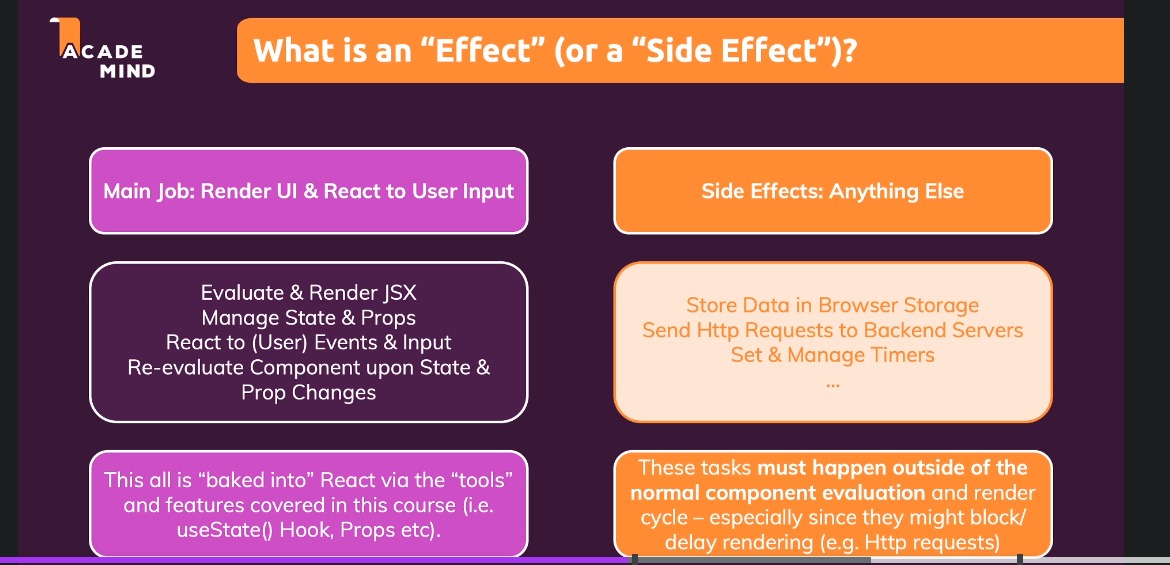 ACADE
MIND
What is an “Effect” (or a “Side Effect”)?
Main Job: Render UI & React to User Input
Evaluate & Render JSX
Manage State & Props
React to (User) Events & Input
Re-evaluate Component upon State &
Prop Changes
This all is “baked into” React via the “tools”
and features covered in this course (i.e.
useState() Hook, Props etc).
Side Effects: Anything Else
Store Data in Browser Storage
Send Http Requests to Backend Servers
Set & Manage Timers
...
These tasks must happen outside of the
normal component evaluation and render
cycle – especially since they might block/
delay rendering (e.g. Http requests)